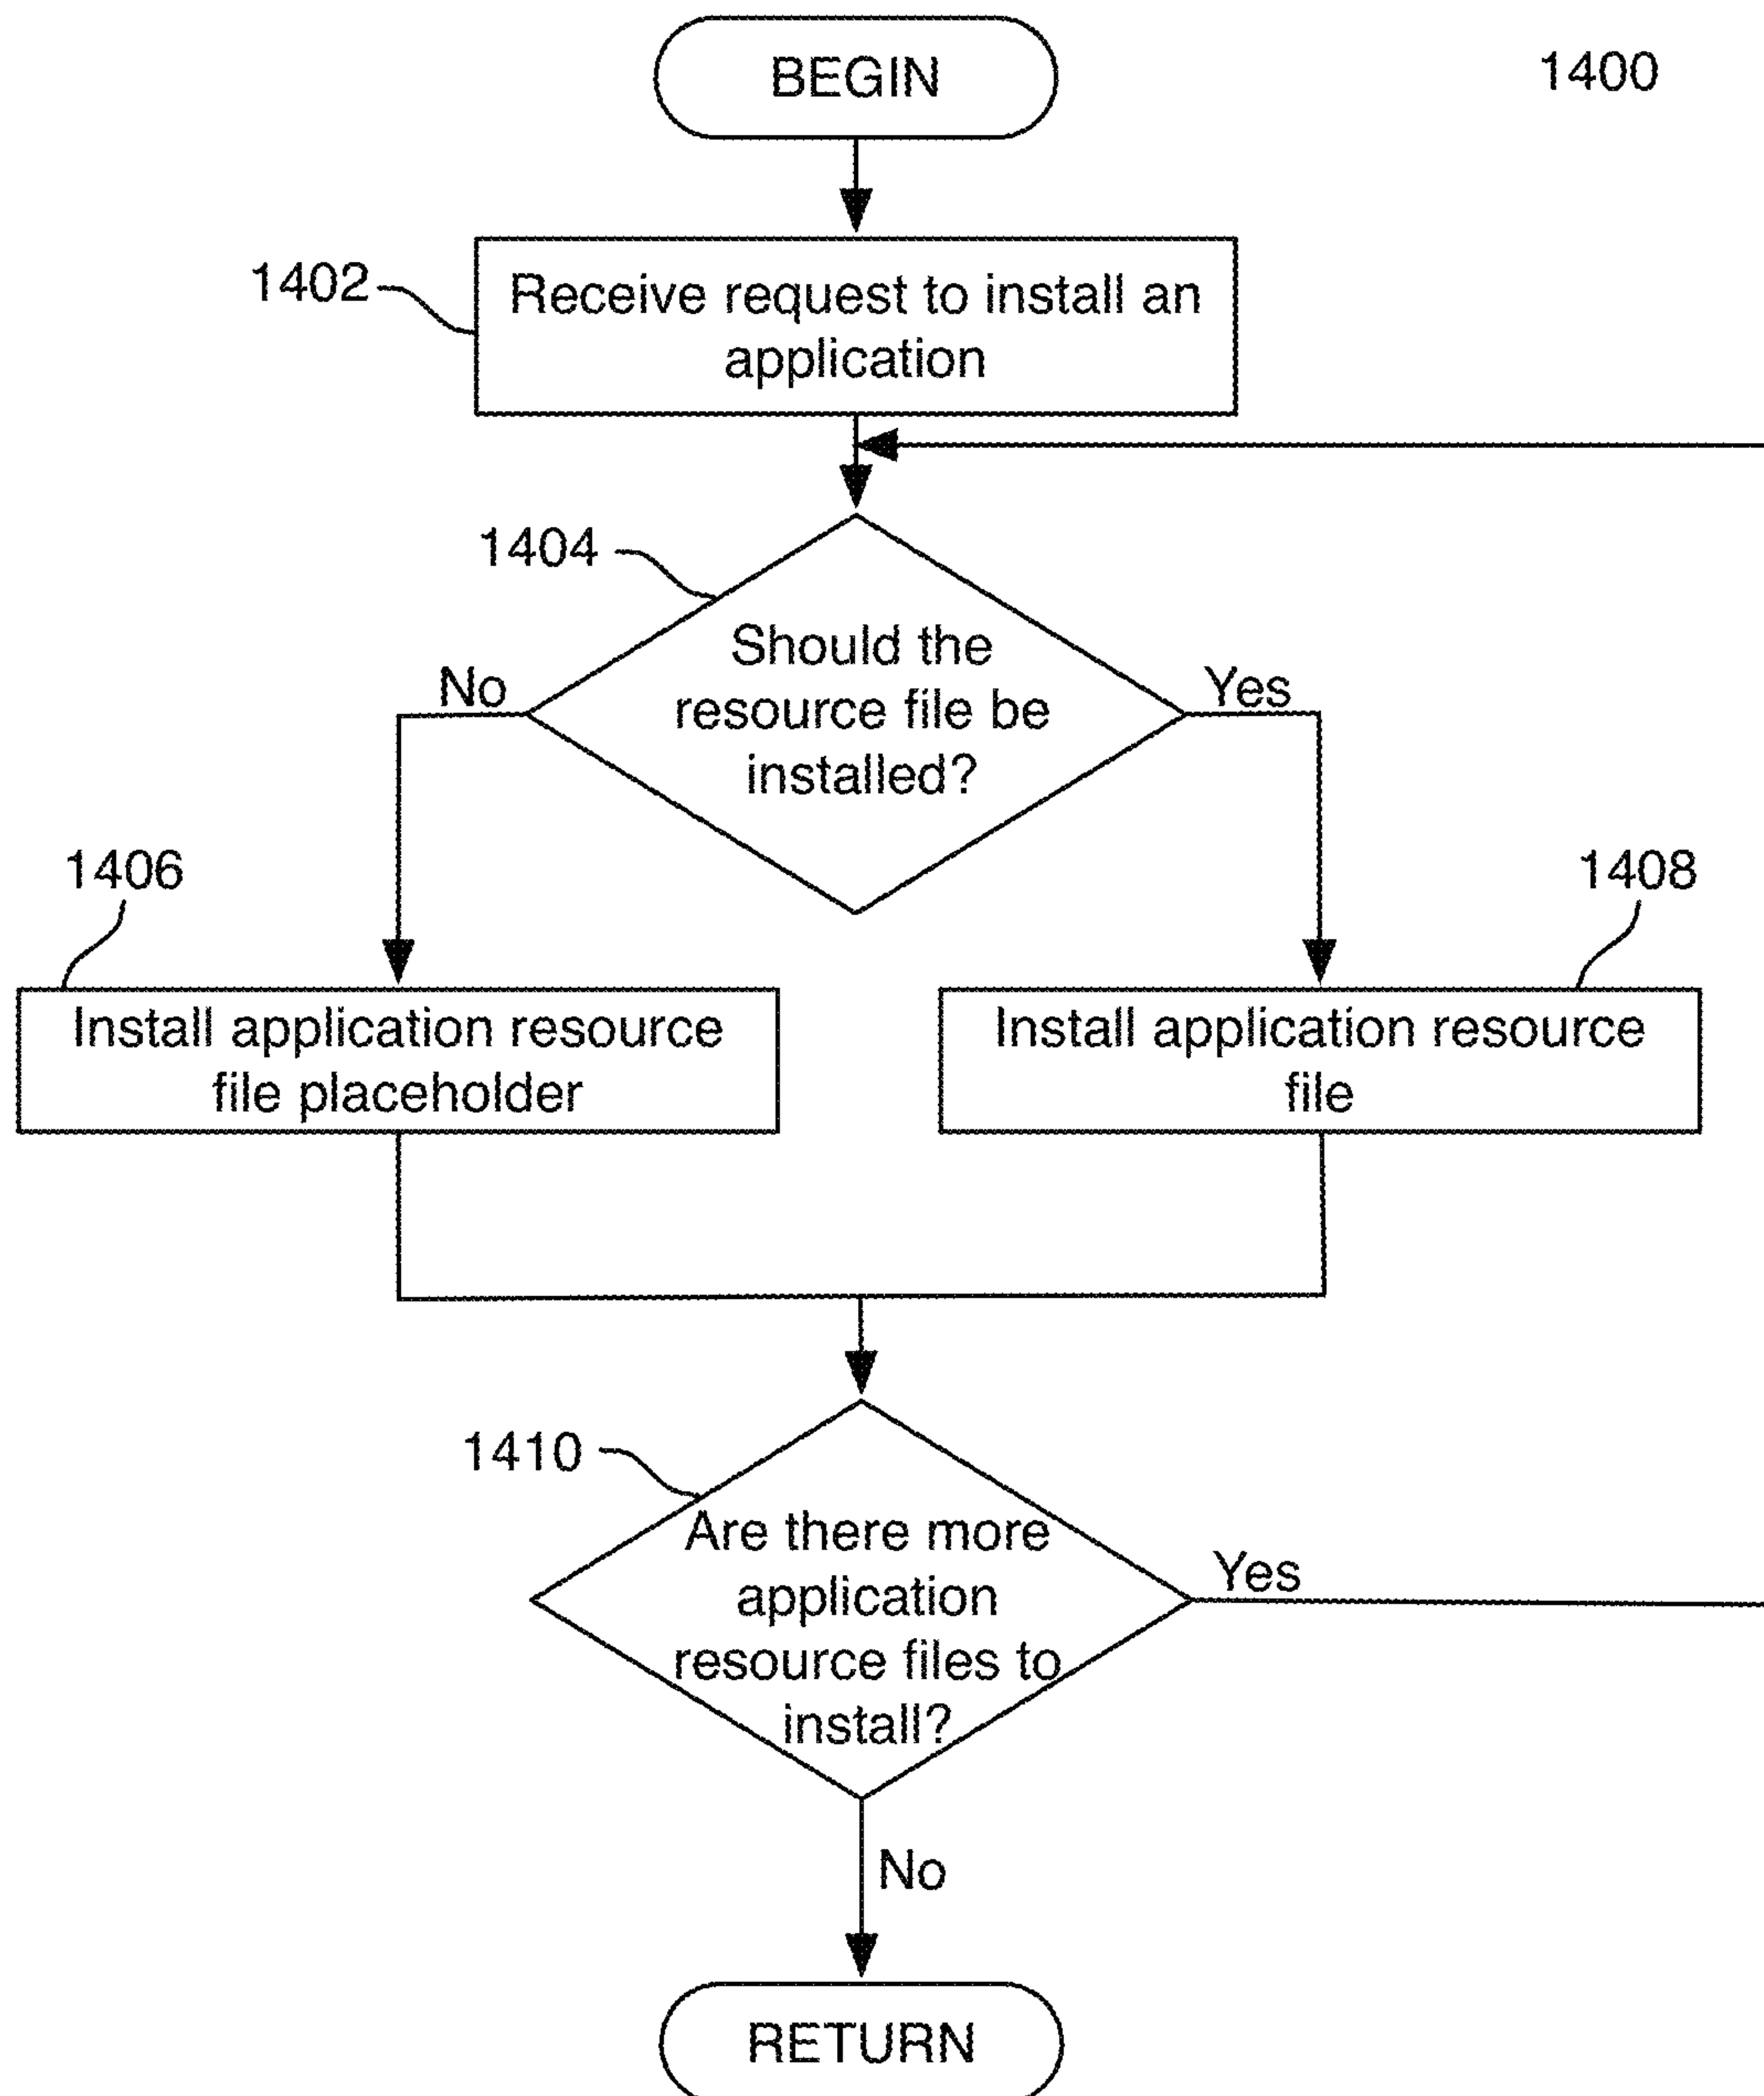 BEGIN
1400
1402
Receive request to install an
application
1404
Should the
resource file be
installed?
No
Yes
1406
1408
Install application resource
file placeholder
Install application resource
file
1410
Are there more
application
resource files to
install?
Yes
No
RETURN